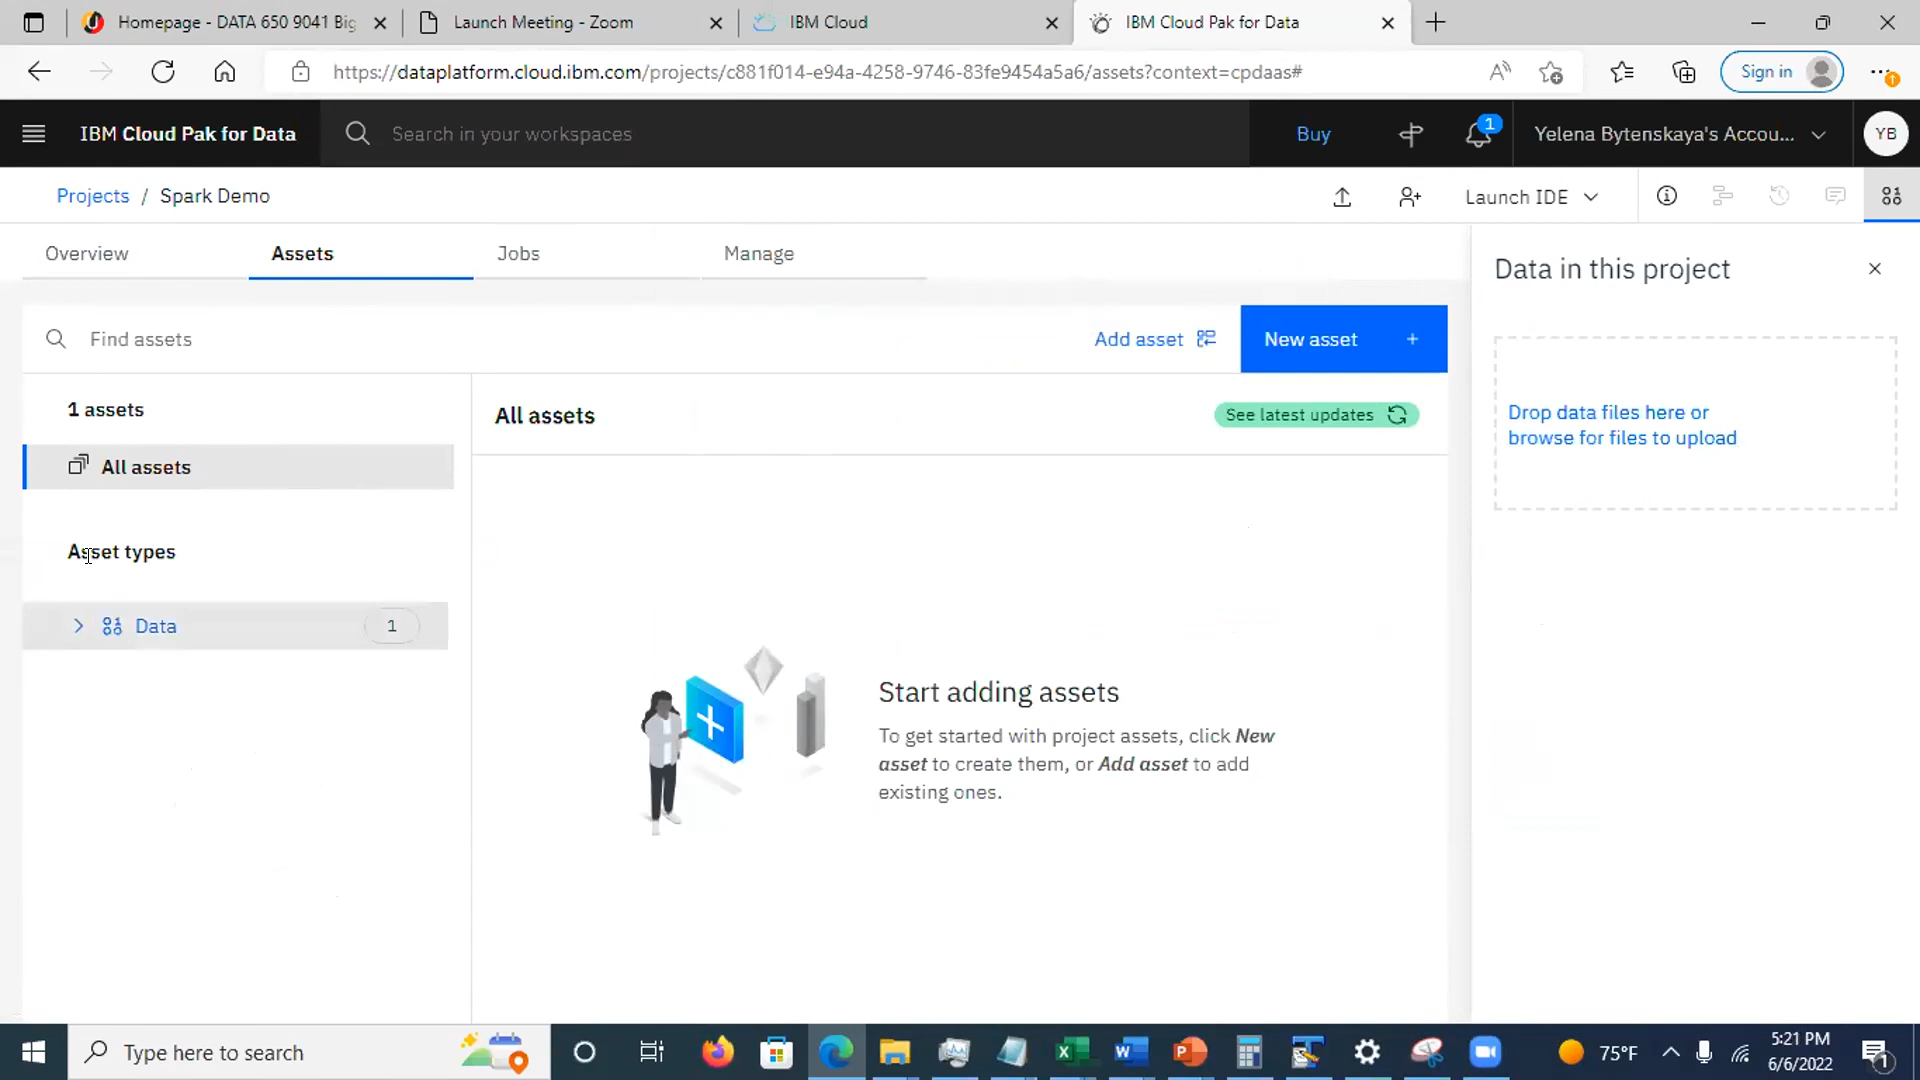 Homepage - DATA 650 9041 Big
Launch Meeting - Zoom
IBM Cloud
IBM Cloud Pak for Data
https://dataplatform.cloud.ibm.com/projects/c881f014-e94a-4258-9746-83fe9454a5a6/assets?context=cpdaas#
Sign in
IBM Cloud Pak for Data
Search in your workspaces
Buy
1
Yelena Bytenskaya's Accou...
YB
Projects / Spark Demo
Launch IDE
Overview
Assets
Jobs
Manage
Data in this project
Find assets
Add asset
New asset +
Drop data files here or
browse for files to upload
1 assets
All assets
See latest updates
All assets
Asset types
Data
1
Start adding assets
To get started with project assets, click New
asset to create them, or Add asset to add
existing ones.
Type here to search
75°F
5:21 PM
6/6/2022
1